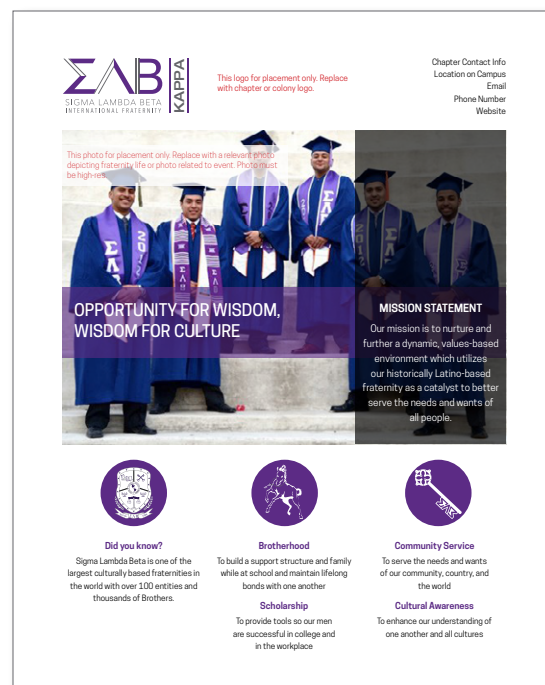 ΣΛΒ
KAPPA
SIGMA LAMBDA BETA
INTERNATIONAL FRATERNITY
This logo for placement only. Replace
with chapter or colony logo.
Chapter Contact Info
Location on Campus
Email
Phone Number
Website
This photo for placement only. Replace with a relevant photo
depicting fraternity life or photo related to event. Photo must
be high-res.
ΣΛΒ
2012
ΣΛΒ
OPPORTUNITY FOR WISDOM,
WISDOM FOR CULTURE
MISSION STATEMENT
Our mission is to nurture and
further a dynamic, values-based
environment which utilizes
our historically Latino-based
fraternity as a catalyst to better
serve the needs and wants of
all people.
Did you know?
Sigma Lambda Beta is one of the
largest culturally based fraternities in
the world with over 100 entities and
thousands of Brothers.
Brotherhood
To build a support structure and family
while at school and maintain lifelong
bonds with one another
Scholarship
To provide tools so our men
are successful in college and
in the workplace
Community Service
To serve the needs and wants
of our community, country, and
the world
Cultural Awareness
To enhance our understanding of
one another and all cultures